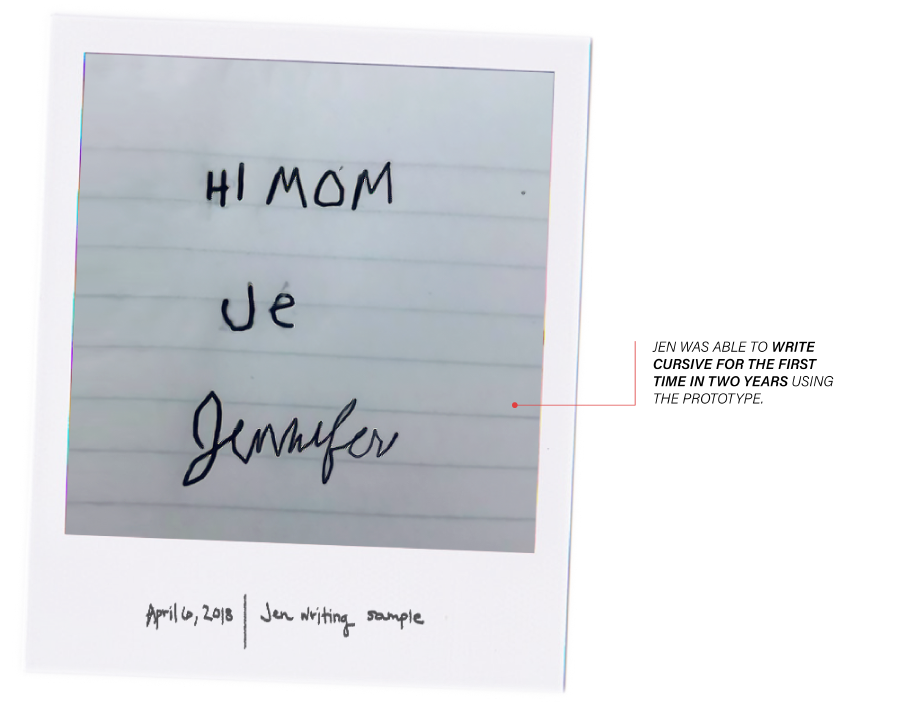 HI MOM
Je
Jennifer
JEN WAS ABLE TO WRITE
CURSIVE FOR THE FIRST
TIME IN TWO YEARS USING
THE PROTOTYPE.
April 6, 2018 | Jen writing sample